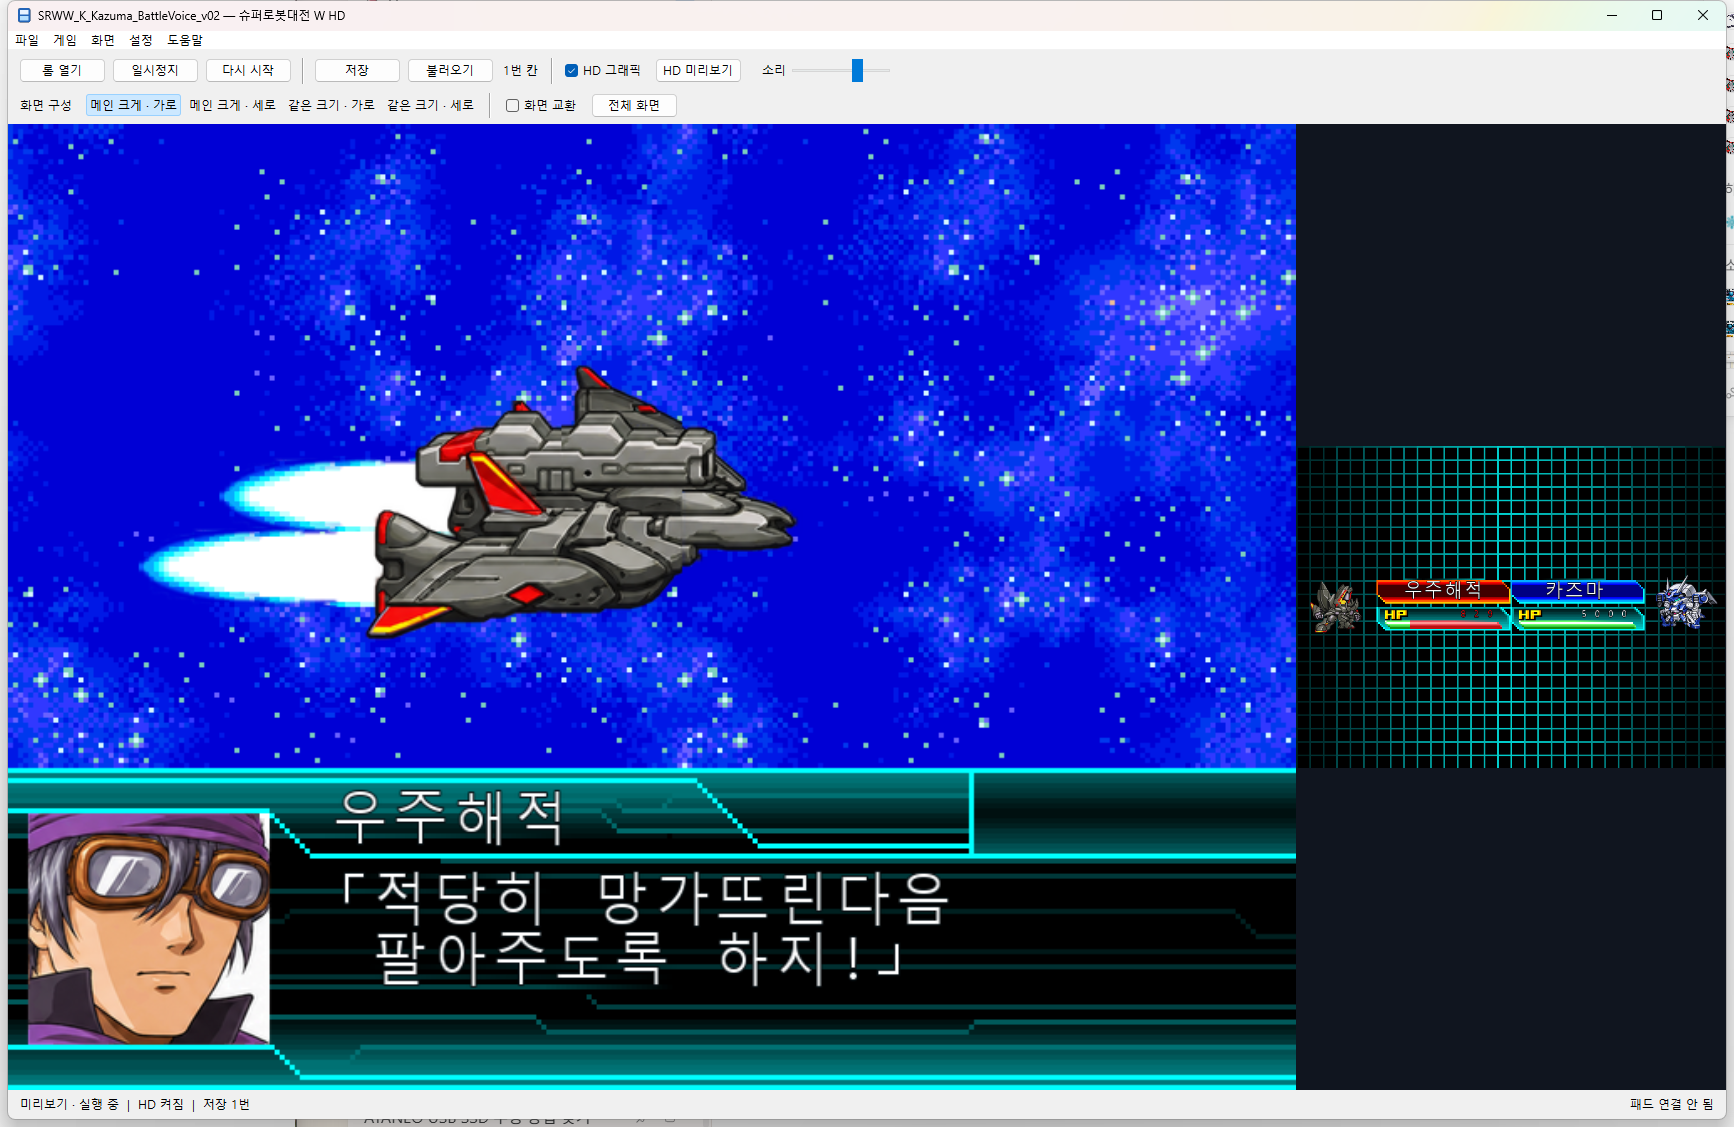 SRWW_K_Kazuma_BattleVoice_v02 — 슈퍼로봇대전 W HD
파일 게임 화면 설정 도움말
롬 열기 일시정지 다시 시작 저장 불러오기 1번 칸 HD 그래픽 HD 미리보기 소리
화면 구성 메인 크게 · 가로 메인 크게 · 세로 같은 크기 · 가로 같은 크기 · 세로 화면 교환 전체 화면
우주해적 카즈마
HP HP 5000
우주해적
「적당히 망가뜨린다음
팔아주도록 하지!」
미리보기 · 실행 중 | HD 켜짐 | 저장 1번 패드 연결 안 됨